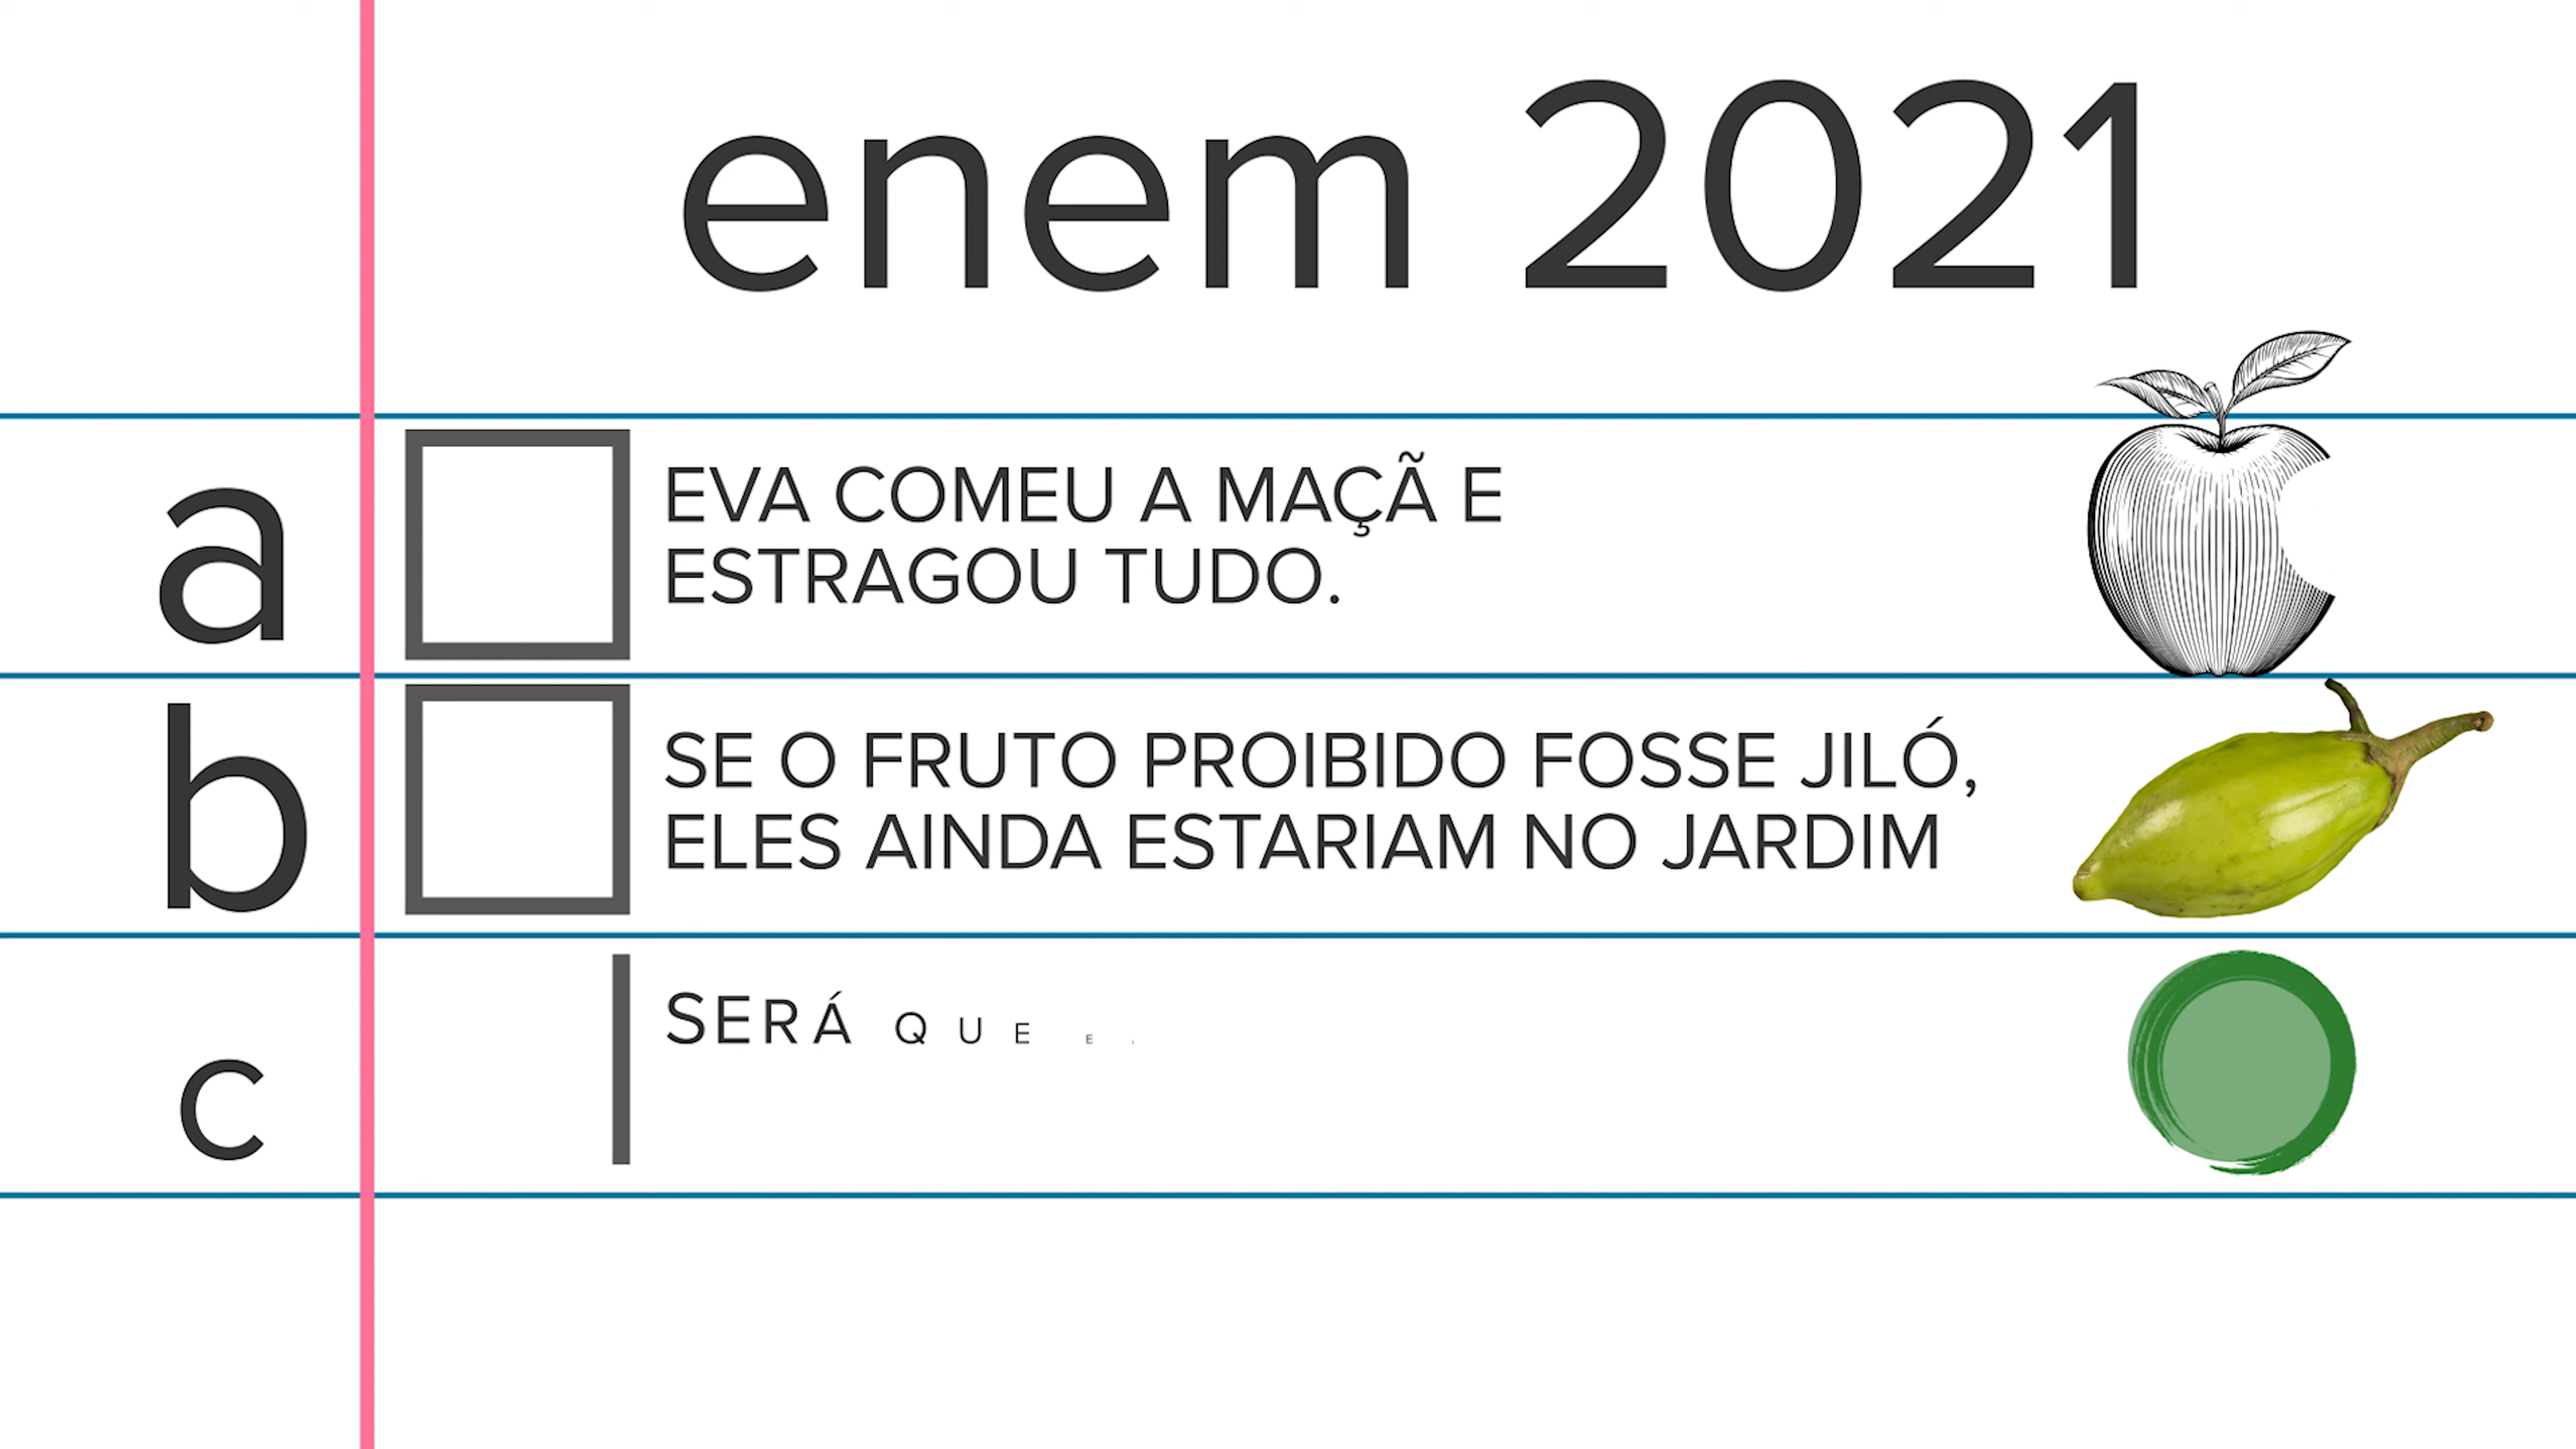 enem 2021
a
EVA COMEU A MAÇÃ E
ESTRAGOU TUDO.
b
SE O FRUTO PROIBIDO FOSSE JILÓ,
ELES AINDA ESTARIAM NO JARDIM
c
SERÁ QUE E